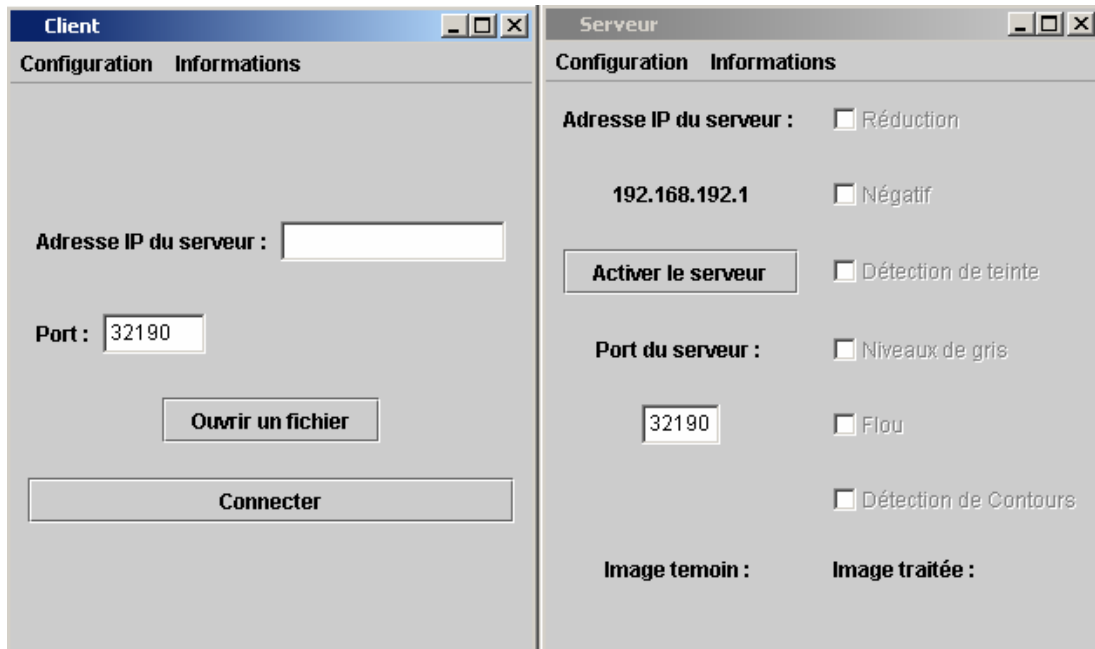 Client
Configuration Informations
Adresse IP du serveur :
Port : 32190
Ouvrir un fichier
Connecter
Serveur
Configuration Informations
Adresse IP du serveur : Réduction
192.168.192.1 Négatif
Activer le serveur Détection de teinte
Port du serveur : Niveaux de gris
32190 Flou
Détection de Contours
Image temoin : Image traitée :